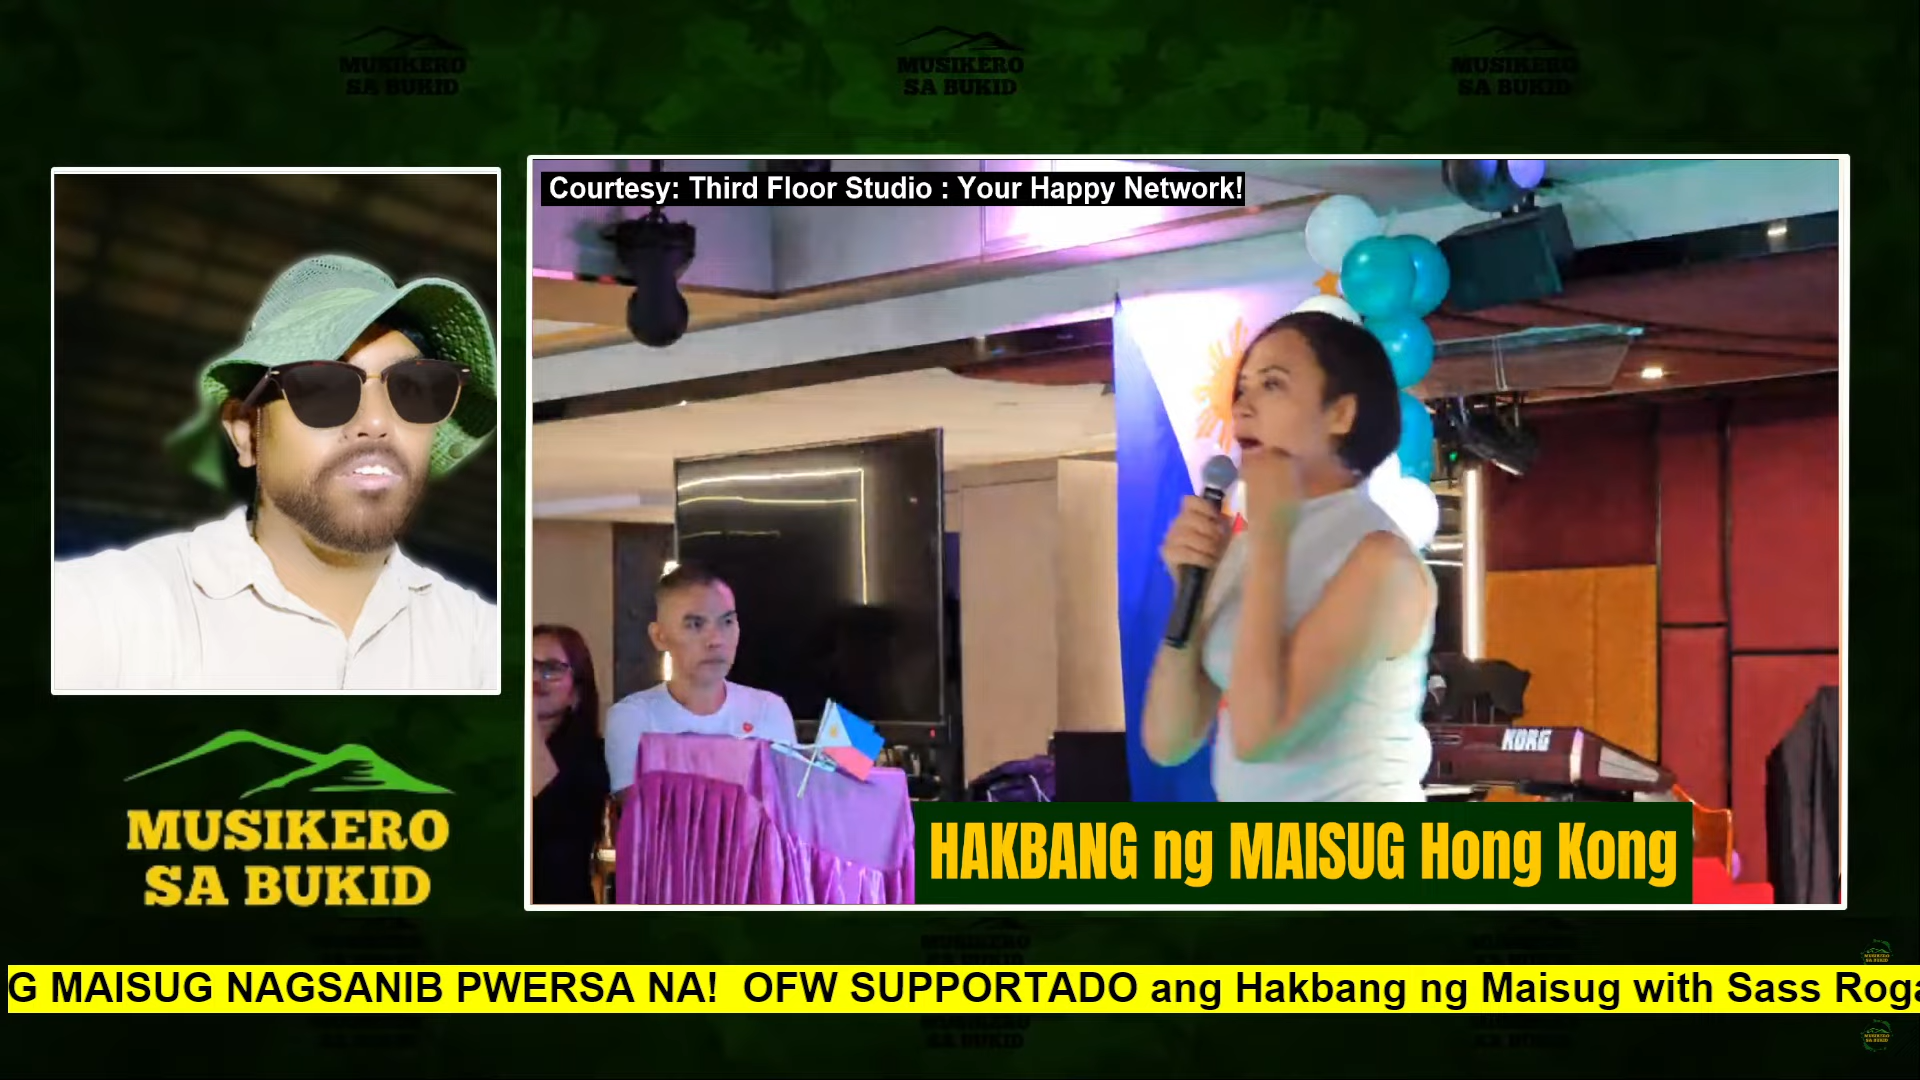 MUSIKERO
SA BUKID
MUSIKERO
SA BUKID
MUSIKERO
SA BUKID
Courtesy: Third Floor Studio : Your Happy Network!
KORG
HAKBANG ng MAISUG Hong Kong
MUSIKERO
SA BUKID
G MAISUG NAGSANIB PWERSA NA! OFW SUPPORTADO ang Hakbang ng Maisug with Sass Roga